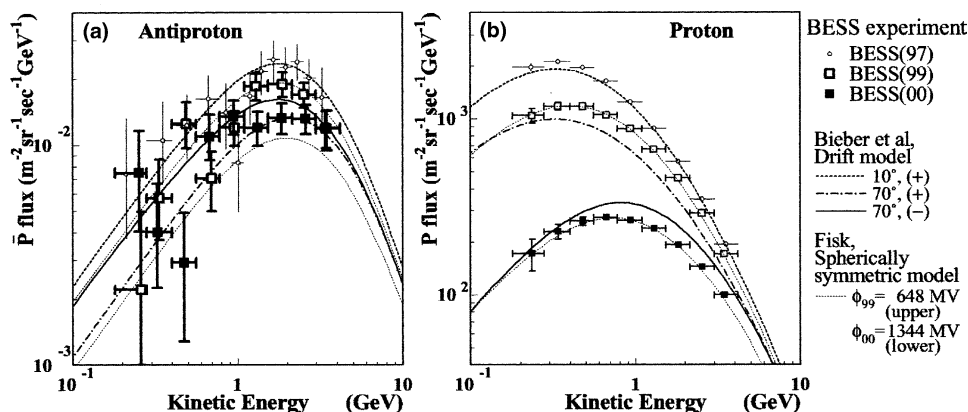 (a)
Antiproton
P̄ flux (m⁻²sr⁻¹sec⁻¹GeV⁻¹)
10⁻²
10⁻³
10⁻¹
1
10
Kinetic Energy (GeV)
(b)
Proton
P flux (m⁻²sr⁻¹sec⁻¹GeV⁻¹)
10³
10²
10⁻¹
1
10
Kinetic Energy (GeV)
BESS experiment
BESS(97)
BESS(99)
BESS(00)
Bieber et al,
Drift model
10°, (+)
70°, (+)
70°, (−)
Fisk,
Spherically
symmetric model
ϕ₉₉= 648 MV
(upper)
ϕ₀₀= 1344 MV
(lower)